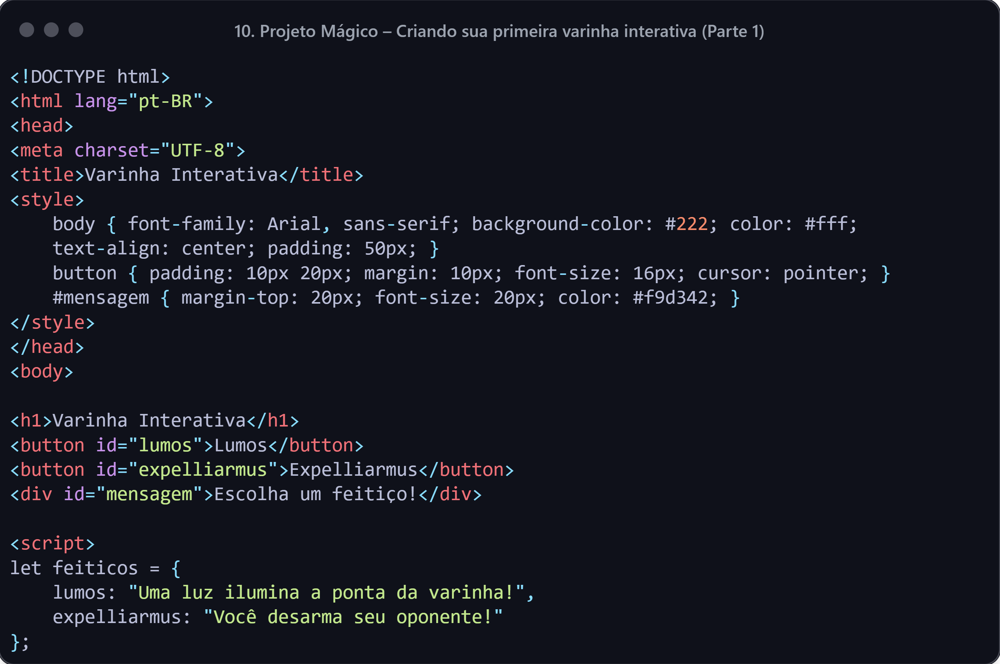 10. Projeto Mágico – Criando sua primeira varinha interativa (Parte 1)
<!DOCTYPE html>
<html lang="pt-BR">
<head>
<meta charset="UTF-8">
<title>Varinha Interativa</title>
<style>
    body { font-family: Arial, sans-serif; background-color: #222; color: #fff;
    text-align: center; padding: 50px; }
    button { padding: 10px 20px; margin: 10px; font-size: 16px; cursor: pointer; }
    #mensagem { margin-top: 20px; font-size: 20px; color: #f9d342; }
</style>
</head>
<body>

<h1>Varinha Interativa</h1>
<button id="lumos">Lumos</button>
<button id="expelliarmus">Expelliarmus</button>
<div id="mensagem">Escolha um feitiço!</div>

<script>
let feiticos = {
    lumos: "Uma luz ilumina a ponta da varinha!",
    expelliarmus: "Você desarma seu oponente!"
};